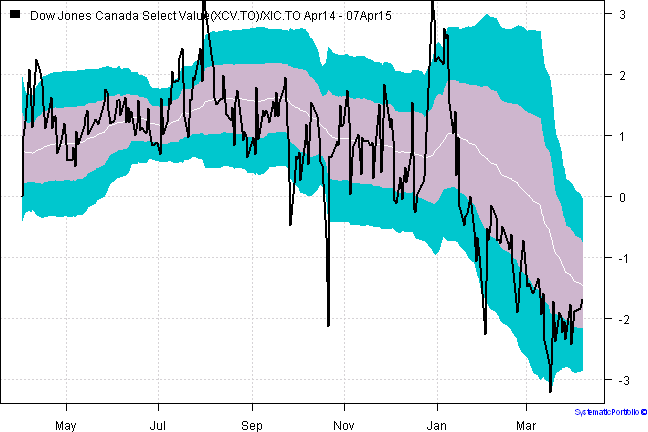 Dow Jones Canada Select Value(XCV.TO)/XIC.TO Apr14 - 07Apr15
3
2
1
0
-1
-2
-3
May Jul Sep Nov Jan Mar
SystematicPortfolio ©